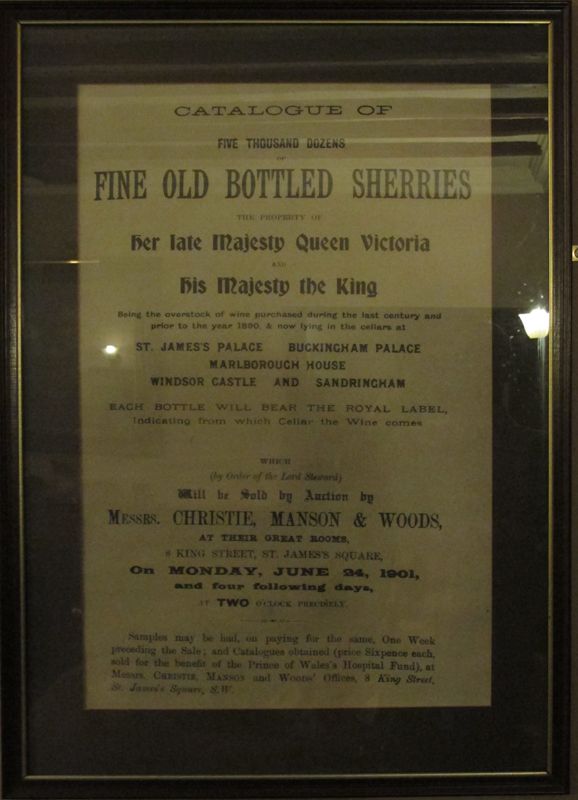 CATALOGUE OF
FIVE THOUSAND DOZENS
OF
FINE OLD BOTTLED SHERRIES
THE PROPERTY OF
Her late Majesty Queen Victoria
AND
His Majesty the King
Being the overstock of wine purchased during the last century and
prior to the year 1890, & now lying in the cellars at
ST. JAMES'S PALACE BUCKINGHAM PALACE
MARLBOROUGH HOUSE
WINDSOR CASTLE AND SANDRINGHAM
EACH BOTTLE WILL BEAR THE ROYAL LABEL,
Indicating from which Cellar the Wine comes
WHICH
(by Order of the Lord Steward)
Will be Sold by Auction by
MESSRS. CHRISTIE, MANSON & WOODS,
AT THEIR GREAT ROOMS,
8 KING STREET, ST. JAMES'S SQUARE,
On MONDAY, JUNE 24, 1901,
and four following days,
AT TWO O'CLOCK PRECISELY.
Samples may be had, on paying for the same, One Week
preceding the Sale; and Catalogues obtained (price Sixpence each,
sold for the benefit of the Prince of Wales's Hospital Fund), at
Messrs. CHRISTIE, MANSON and WOODS' Offices, 8 King Street,
St. James's Square, S.W.